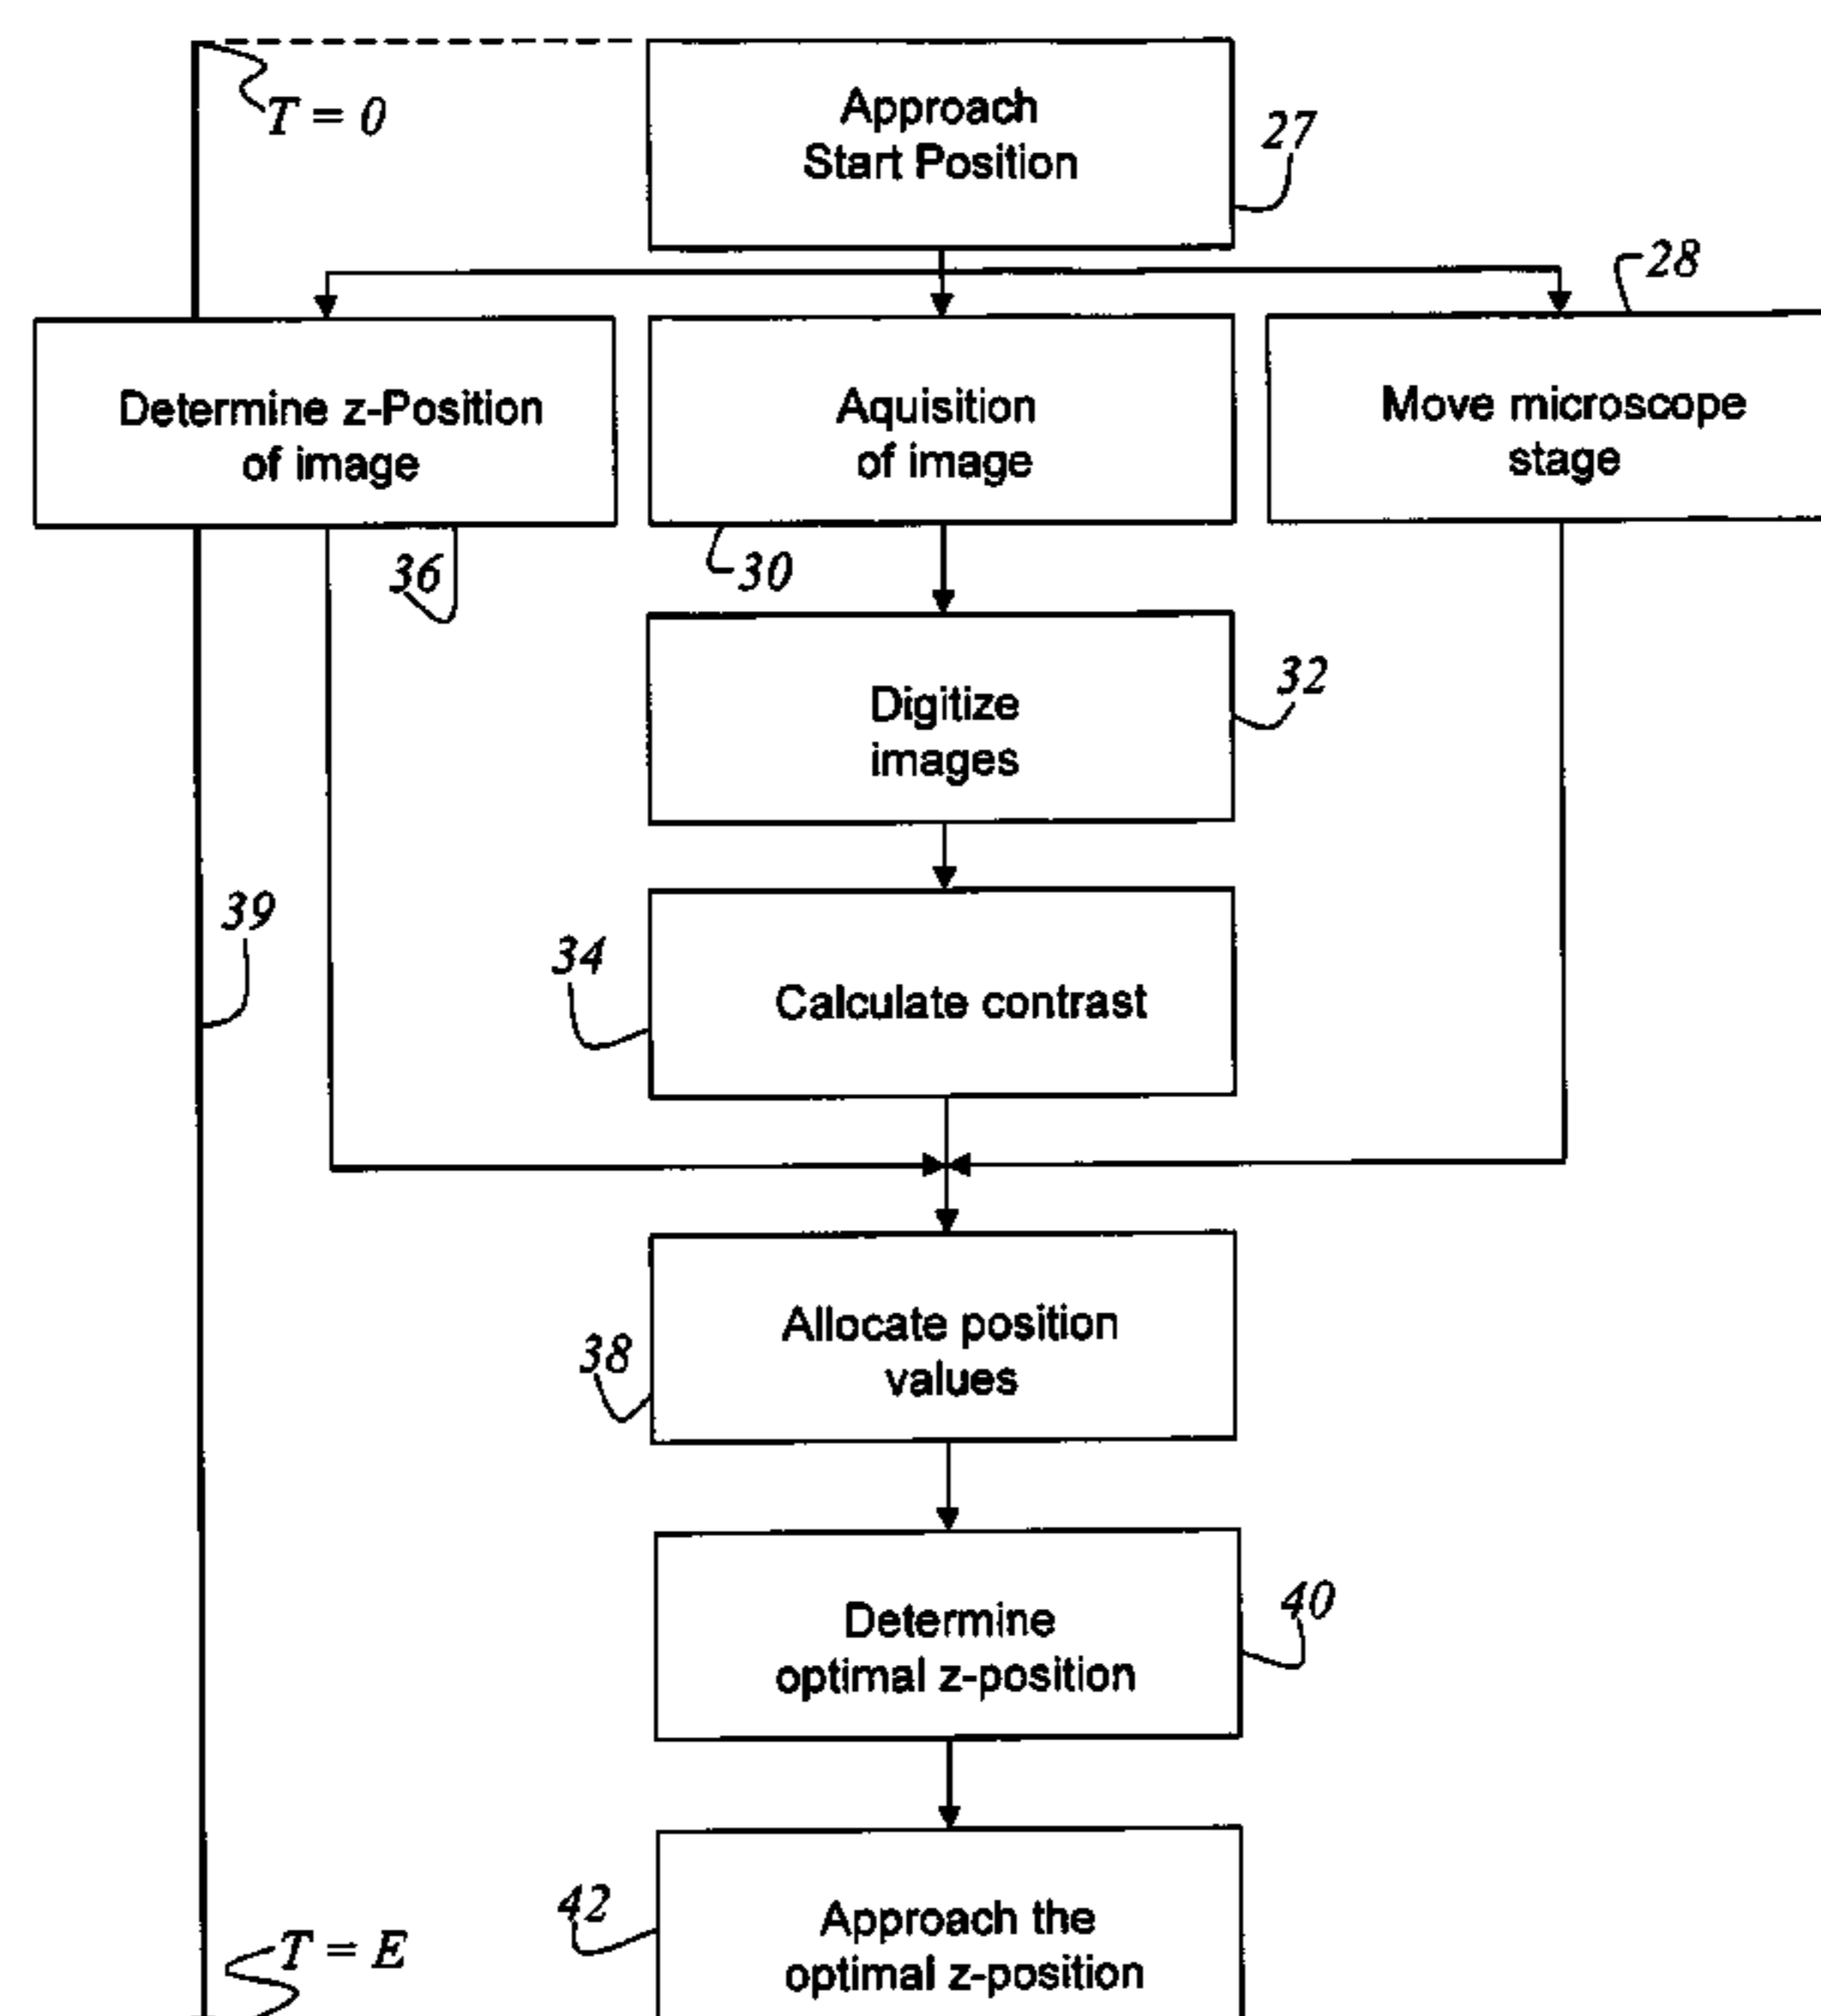 T = 0
Approach
Start Position
27
28
Determine z-Position
of image
Aquisition
of image
Move microscope
stage
36
30
32
Digitize
images
39
34
Calculate contrast
Allocate position
values
38
Determine
optimal z-position
40
42
Approach the
optimal z-position
T = E